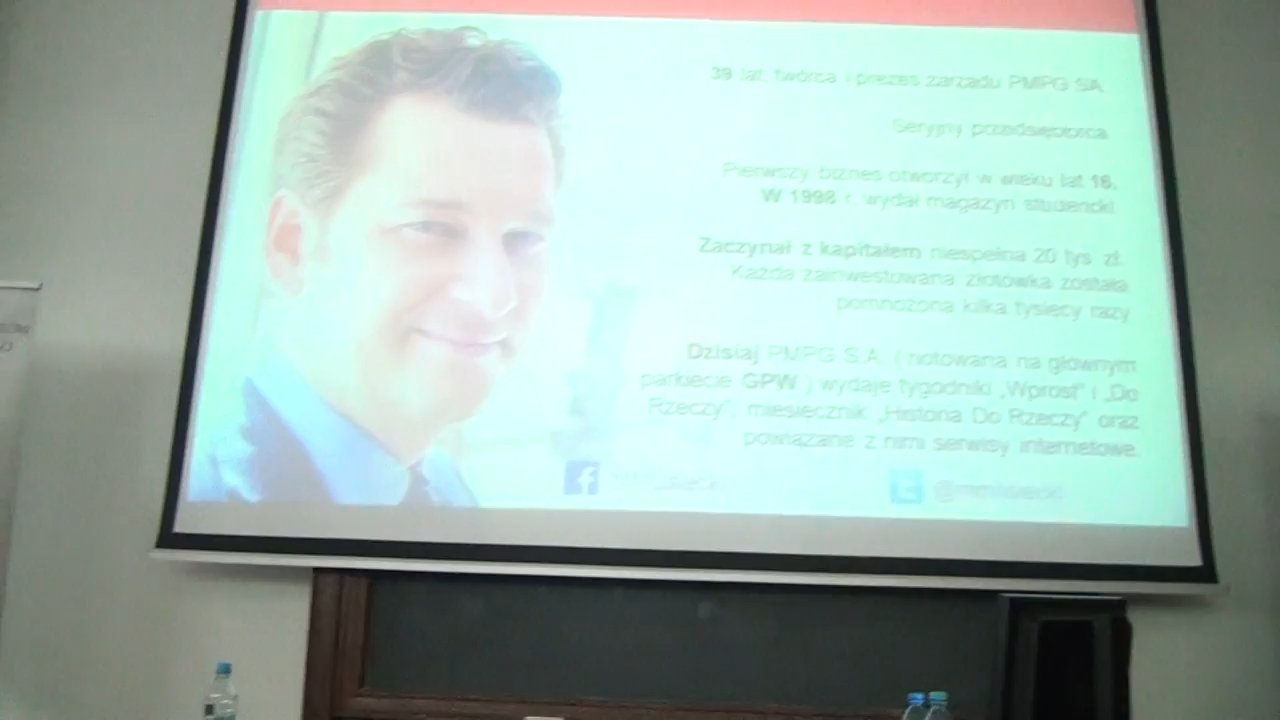 39 lat, twórca i prezes zarządu PMPG SA
Seryjny przedsiębiorca
Pierwszy biznes otworzył w wieku lat 16.
W 1998 r. wydał magazyn studencki
Zaczynał z kapitałem niespełna 20 tys. zł.
Każda zainwestowana złotówka została
pomnożona kilka tysięcy razy
Dzisiaj PMPG S.A. ( notowana na głównym
parkiecie GPW ) wydaje tygodniki „Wprost” i „Do
Rzeczy”, miesięcznik „Historia Do Rzeczy” oraz
powiązane z nimi serwisy internetowe.